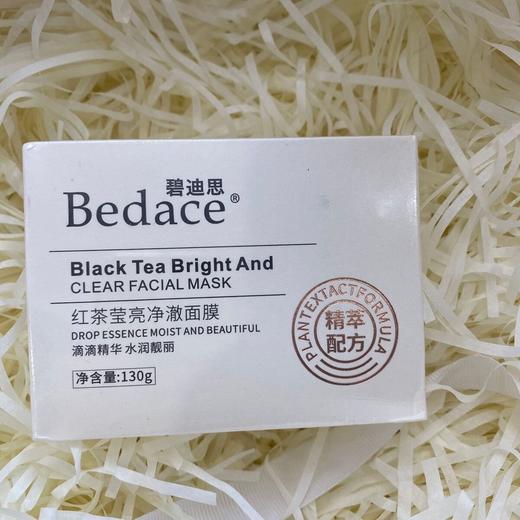 碧迪思
Bedace®
Black Tea Bright And
CLEAR FACIAL MASK
红茶莹亮净澈面膜
DROP ESSENCE MOIST AND BEAUTIFUL
滴滴精华 水润靓丽
净含量:130g
PLANTEXTACTFORMULA
精萃
配方